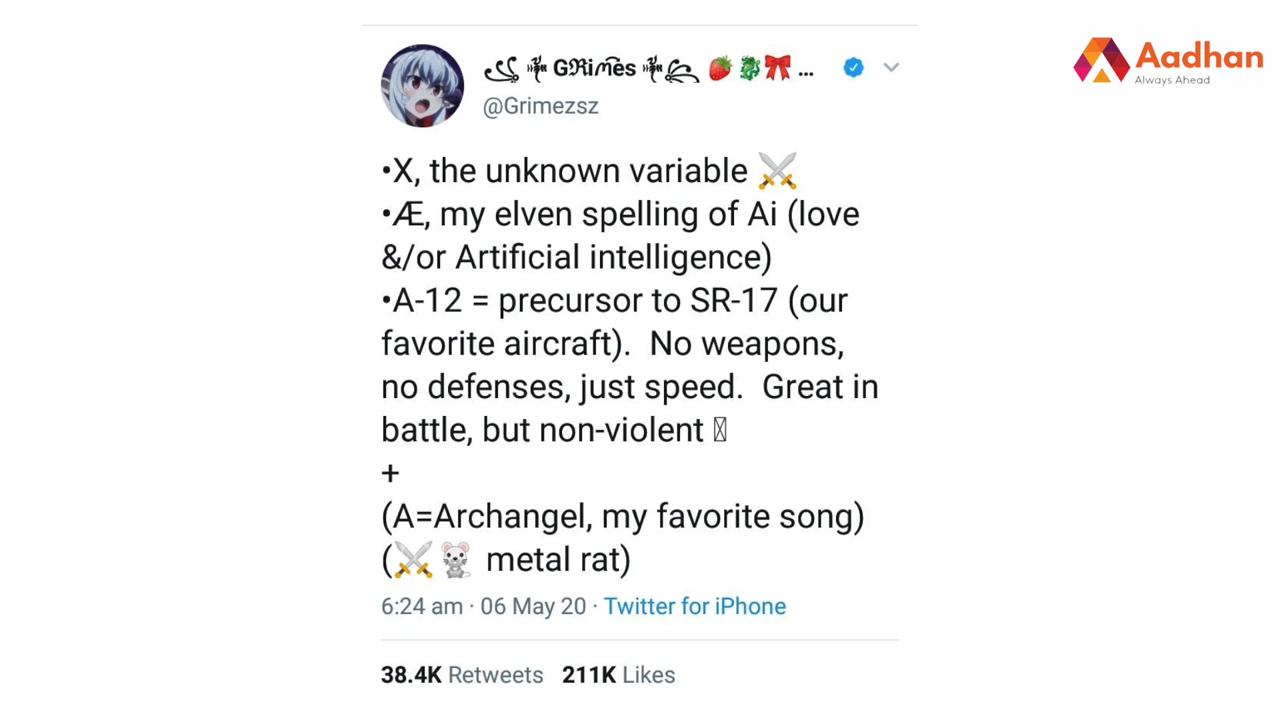 Aadhan
Always Ahead
GℜiՊes 🍓🐉🎀 ...
@Grimezsz
•X, the unknown variable ⚔️
•Æ, my elven spelling of Ai (love
&/or Artificial intelligence)
•A-12 = precursor to SR-17 (our
favorite aircraft).  No weapons,
no defenses, just speed.  Great in
battle, but non-violent
+
(A=Archangel, my favorite song)
(⚔️🐁 metal rat)
6:24 am · 06 May 20 · Twitter for iPhone
38.4K Retweets 211K Likes